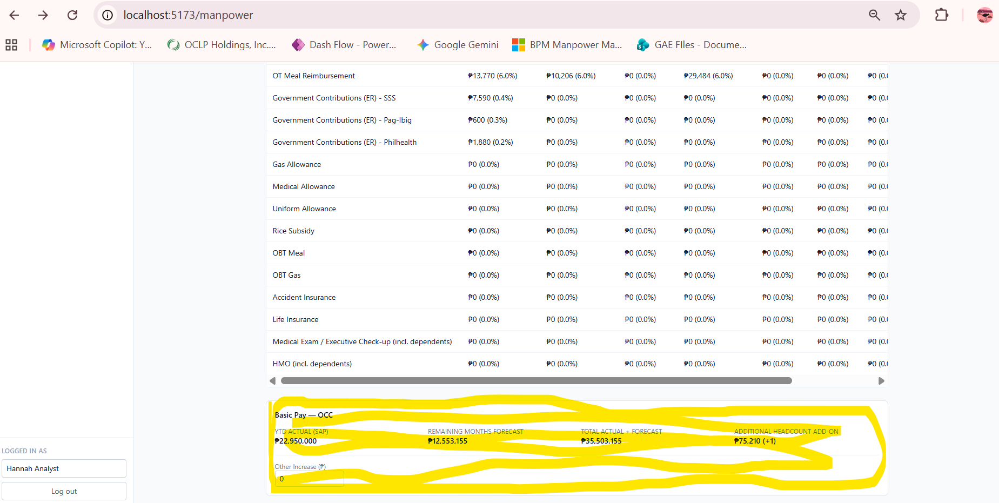 localhost:5173/manpower
Microsoft Copilot: Y... OCLP Holdings, Inc.... Dash Flow - Power... Google Gemini BPM Manpower Ma... GAE FIles - Docume...
OT Meal Reimbursement ₱13,770 (6.0%) ₱10,206 (6.0%) ₱0 (0.0%) ₱29,484 (6.0%) ₱0 (0.0%) ₱0 (0.0%) ₱0 (0.
Government Contributions (ER) - SSS ₱7,590 (0.4%) ₱0 (0.0%) ₱0 (0.0%) ₱0 (0.0%) ₱0 (0.0%) ₱0 (0.0%) ₱0 (0.
Government Contributions (ER) - Pag-Ibig ₱600 (0.3%) ₱0 (0.0%) ₱0 (0.0%) ₱0 (0.0%) ₱0 (0.0%) ₱0 (0.0%) ₱0 (0.
Government Contributions (ER) - Philhealth ₱1,880 (0.2%) ₱0 (0.0%) ₱0 (0.0%) ₱0 (0.0%) ₱0 (0.0%) ₱0 (0.0%) ₱0 (0.
Gas Allowance ₱0 (0.0%) ₱0 (0.0%) ₱0 (0.0%) ₱0 (0.0%) ₱0 (0.0%) ₱0 (0.0%) ₱0 (0.
Medical Allowance ₱0 (0.0%) ₱0 (0.0%) ₱0 (0.0%) ₱0 (0.0%) ₱0 (0.0%) ₱0 (0.0%) ₱0 (0.
Uniform Allowance ₱0 (0.0%) ₱0 (0.0%) ₱0 (0.0%) ₱0 (0.0%) ₱0 (0.0%) ₱0 (0.0%) ₱0 (0.
Rice Subsidy ₱0 (0.0%) ₱0 (0.0%) ₱0 (0.0%) ₱0 (0.0%) ₱0 (0.0%) ₱0 (0.0%) ₱0 (0.
OBT Meal ₱0 (0.0%) ₱0 (0.0%) ₱0 (0.0%) ₱0 (0.0%) ₱0 (0.0%) ₱0 (0.0%) ₱0 (0.
OBT Gas ₱0 (0.0%) ₱0 (0.0%) ₱0 (0.0%) ₱0 (0.0%) ₱0 (0.0%) ₱0 (0.0%) ₱0 (0.
Accident Insurance ₱0 (0.0%) ₱0 (0.0%) ₱0 (0.0%) ₱0 (0.0%) ₱0 (0.0%) ₱0 (0.0%) ₱0 (0.
Life Insurance ₱0 (0.0%) ₱0 (0.0%) ₱0 (0.0%) ₱0 (0.0%) ₱0 (0.0%) ₱0 (0.0%) ₱0 (0.
Medical Exam / Executive Check-up (incl. dependents) ₱0 (0.0%) ₱0 (0.0%) ₱0 (0.0%) ₱0 (0.0%) ₱0 (0.0%) ₱0 (0.0%) ₱0 (0.
HMO (incl. dependents) ₱0 (0.0%) ₱0 (0.0%) ₱0 (0.0%) ₱0 (0.0%) ₱0 (0.0%) ₱0 (0.0%) ₱0 (0.
Basic Pay — OCC
YTD ACTUAL (SAP) REMAINING MONTHS FORECAST TOTAL ACTUAL + FORECAST ADDITIONAL HEADCOUNT ADD-ON
₱22,950,000 ₱12,553,155 ₱35,503,155 ₱75,210 (+1)
Other Increase (₱)
0
LOGGED IN AS
Hannah Analyst
Log out